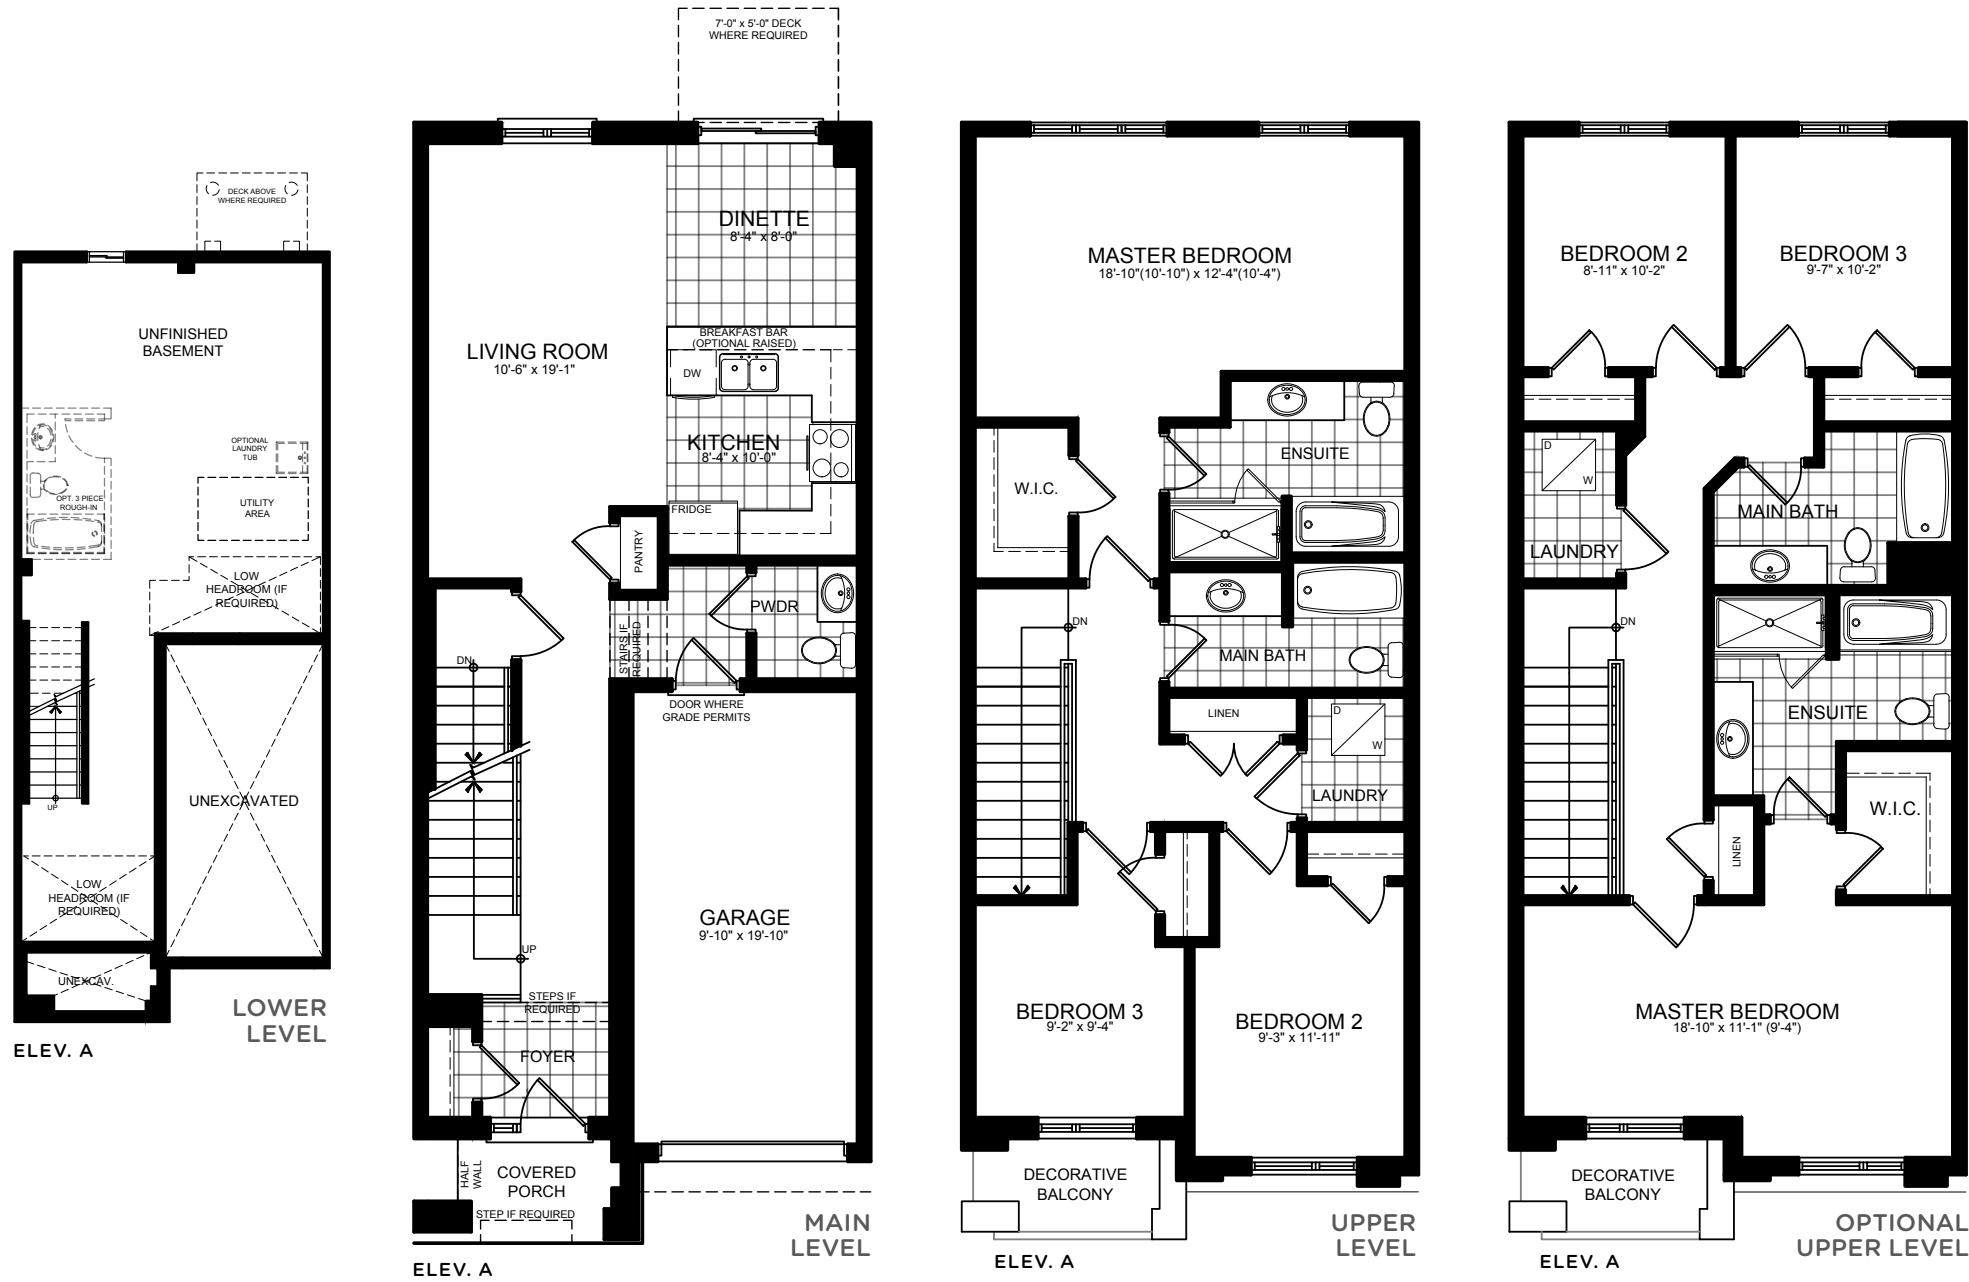 DECK ABOVE
WHERE REQUIRED
UNFINISHED
BASEMENT
OPTIONAL
LAUNDRY
TUB
OPT. 3 PIECE
ROUGH-IN
UTILITY
AREA
LOW
HEADROOM (IF
REQUIRED)
UP
UNEXCAVATED
LOW
HEADROOM (IF
REQUIRED)
UNEXCAV.
LOWER
LEVEL
ELEV. A
7'-0" x 5'-0" DECK
WHERE REQUIRED
DINETTE
8'-4" x 8'-0"
BREAKFAST BAR
(OPTIONAL RAISED)
LIVING ROOM
10'-6" x 19'-1"
DW
KITCHEN
8'-4" x 10'-0"
FRIDGE
PANTRY
PWDR
STAIRS IF
REQUIRED
DN
DOOR WHERE
GRADE PERMITS
GARAGE
9'-10" x 19'-10"
UP
STEPS IF
REQUIRED
FOYER
HALF
WALL
COVERED
PORCH
STEP IF REQUIRED
MAIN
LEVEL
ELEV. A
MASTER BEDROOM
18'-10"(10'-10") x 12'-4"(10'-4")
ENSUITE
W.I.C.
DN
MAIN BATH
LINEN
D
W
LAUNDRY
BEDROOM 3
9'-2" x 9'-4"
BEDROOM 2
9'-3" x 11'-11"
DECORATIVE
BALCONY
UPPER
LEVEL
ELEV. A
BEDROOM 2
8'-11" x 10'-2"
BEDROOM 3
9'-7" x 10'-2"
D
W
MAIN BATH
LAUNDRY
DN
ENSUITE
W.I.C.
LINEN
MASTER BEDROOM
18'-10" x 11'-1" (9'-4")
DECORATIVE
BALCONY
OPTIONAL
UPPER LEVEL
ELEV. A